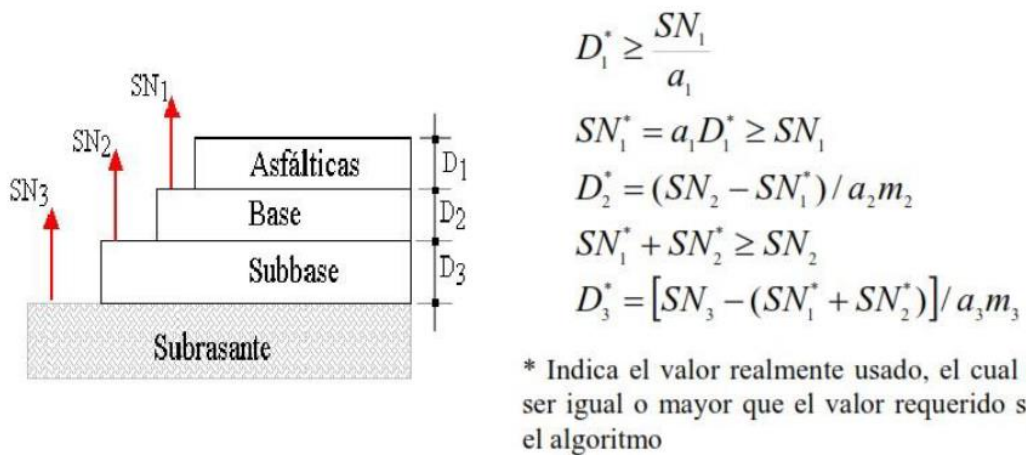 SN₁
SN₂
SN₃
Asfálticas
D₁
Base
D₂
Subbase
D₃
Subrasante
D₁* ≥ SN₁ / a₁
SN₁* = a₁D₁* ≥ SN₁
D₂* = (SN₂ − SN₁*) / a₂m₂
SN₁* + SN₂* ≥ SN₂
D₃* = [SN₃ − (SN₁* + SN₂*)] / a₃m₃
* Indica el valor realmente usado, el cual
ser igual o mayor que el valor requerido s
el algoritmo